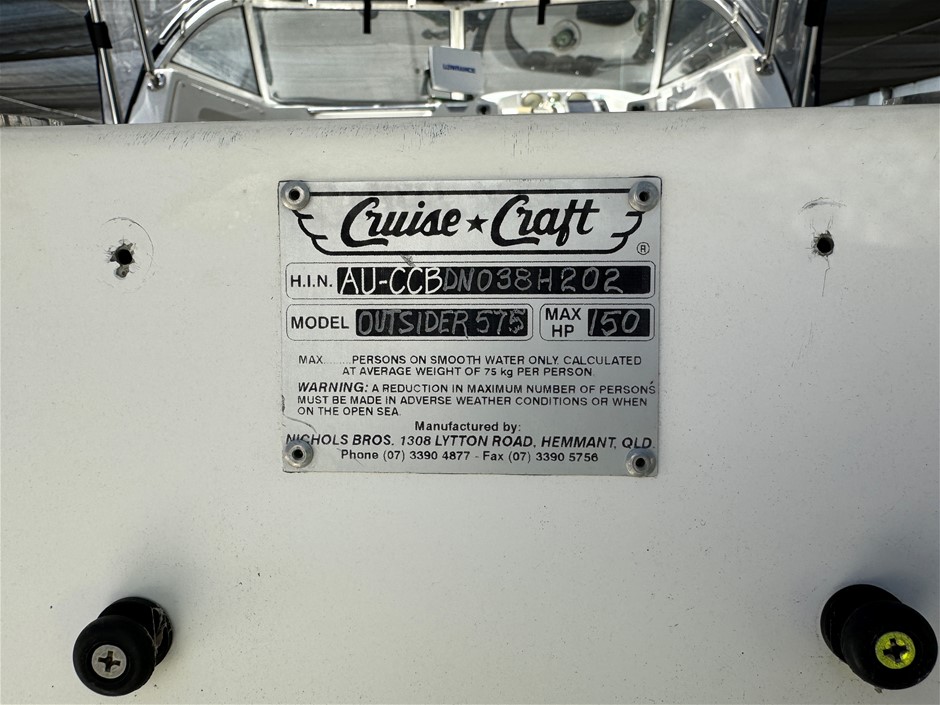 LOWRANCE
Cruise ★ Craft ®
H.I.N. AU-CCBDN038H202
MODEL OUTSIDER 575 MAX HP 150
MAX.........PERSONS ON SMOOTH WATER ONLY. CALCULATED
AT AVERAGE WEIGHT OF 75 kg PER PERSON.
WARNING: A REDUCTION IN MAXIMUM NUMBER OF PERSONS
MUST BE MADE IN ADVERSE WEATHER CONDITIONS OR WHEN
ON THE OPEN SEA.
Manufactured by:
NICHOLS BROS. 1308 LYTTON ROAD, HEMMANT, QLD.
Phone (07) 3390 4877 - Fax (07) 3390 5756